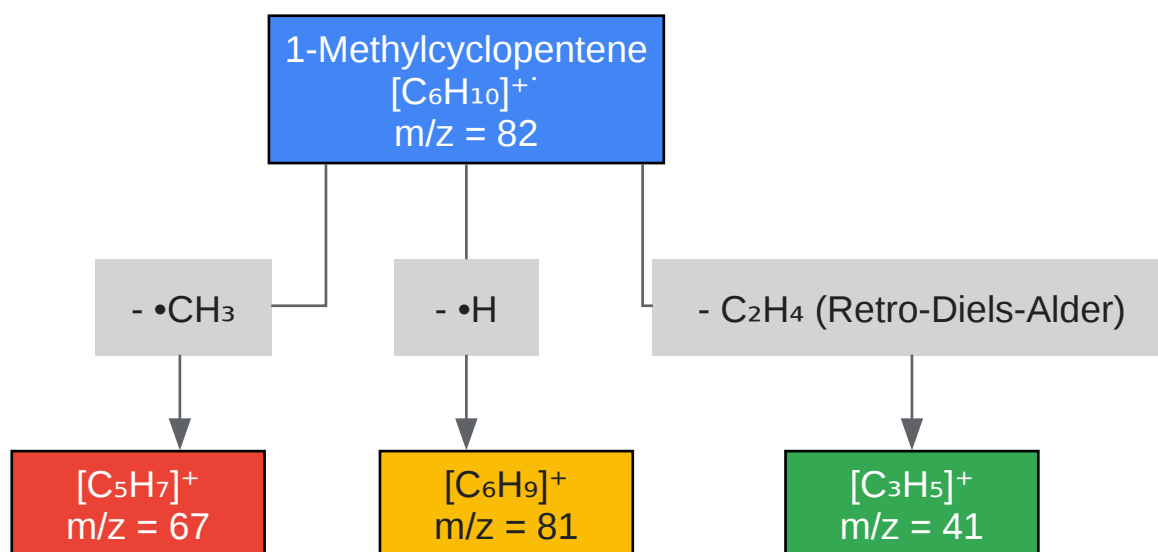 1-Methylcyclopentene
[C₆H₁₀]⁺˙
m/z = 82
- •CH₃
- •H
- C₂H₄ (Retro-Diels-Alder)
[C₅H₇]⁺
m/z = 67
[C₆H₉]⁺
m/z = 81
[C₃H₅]⁺
m/z = 41